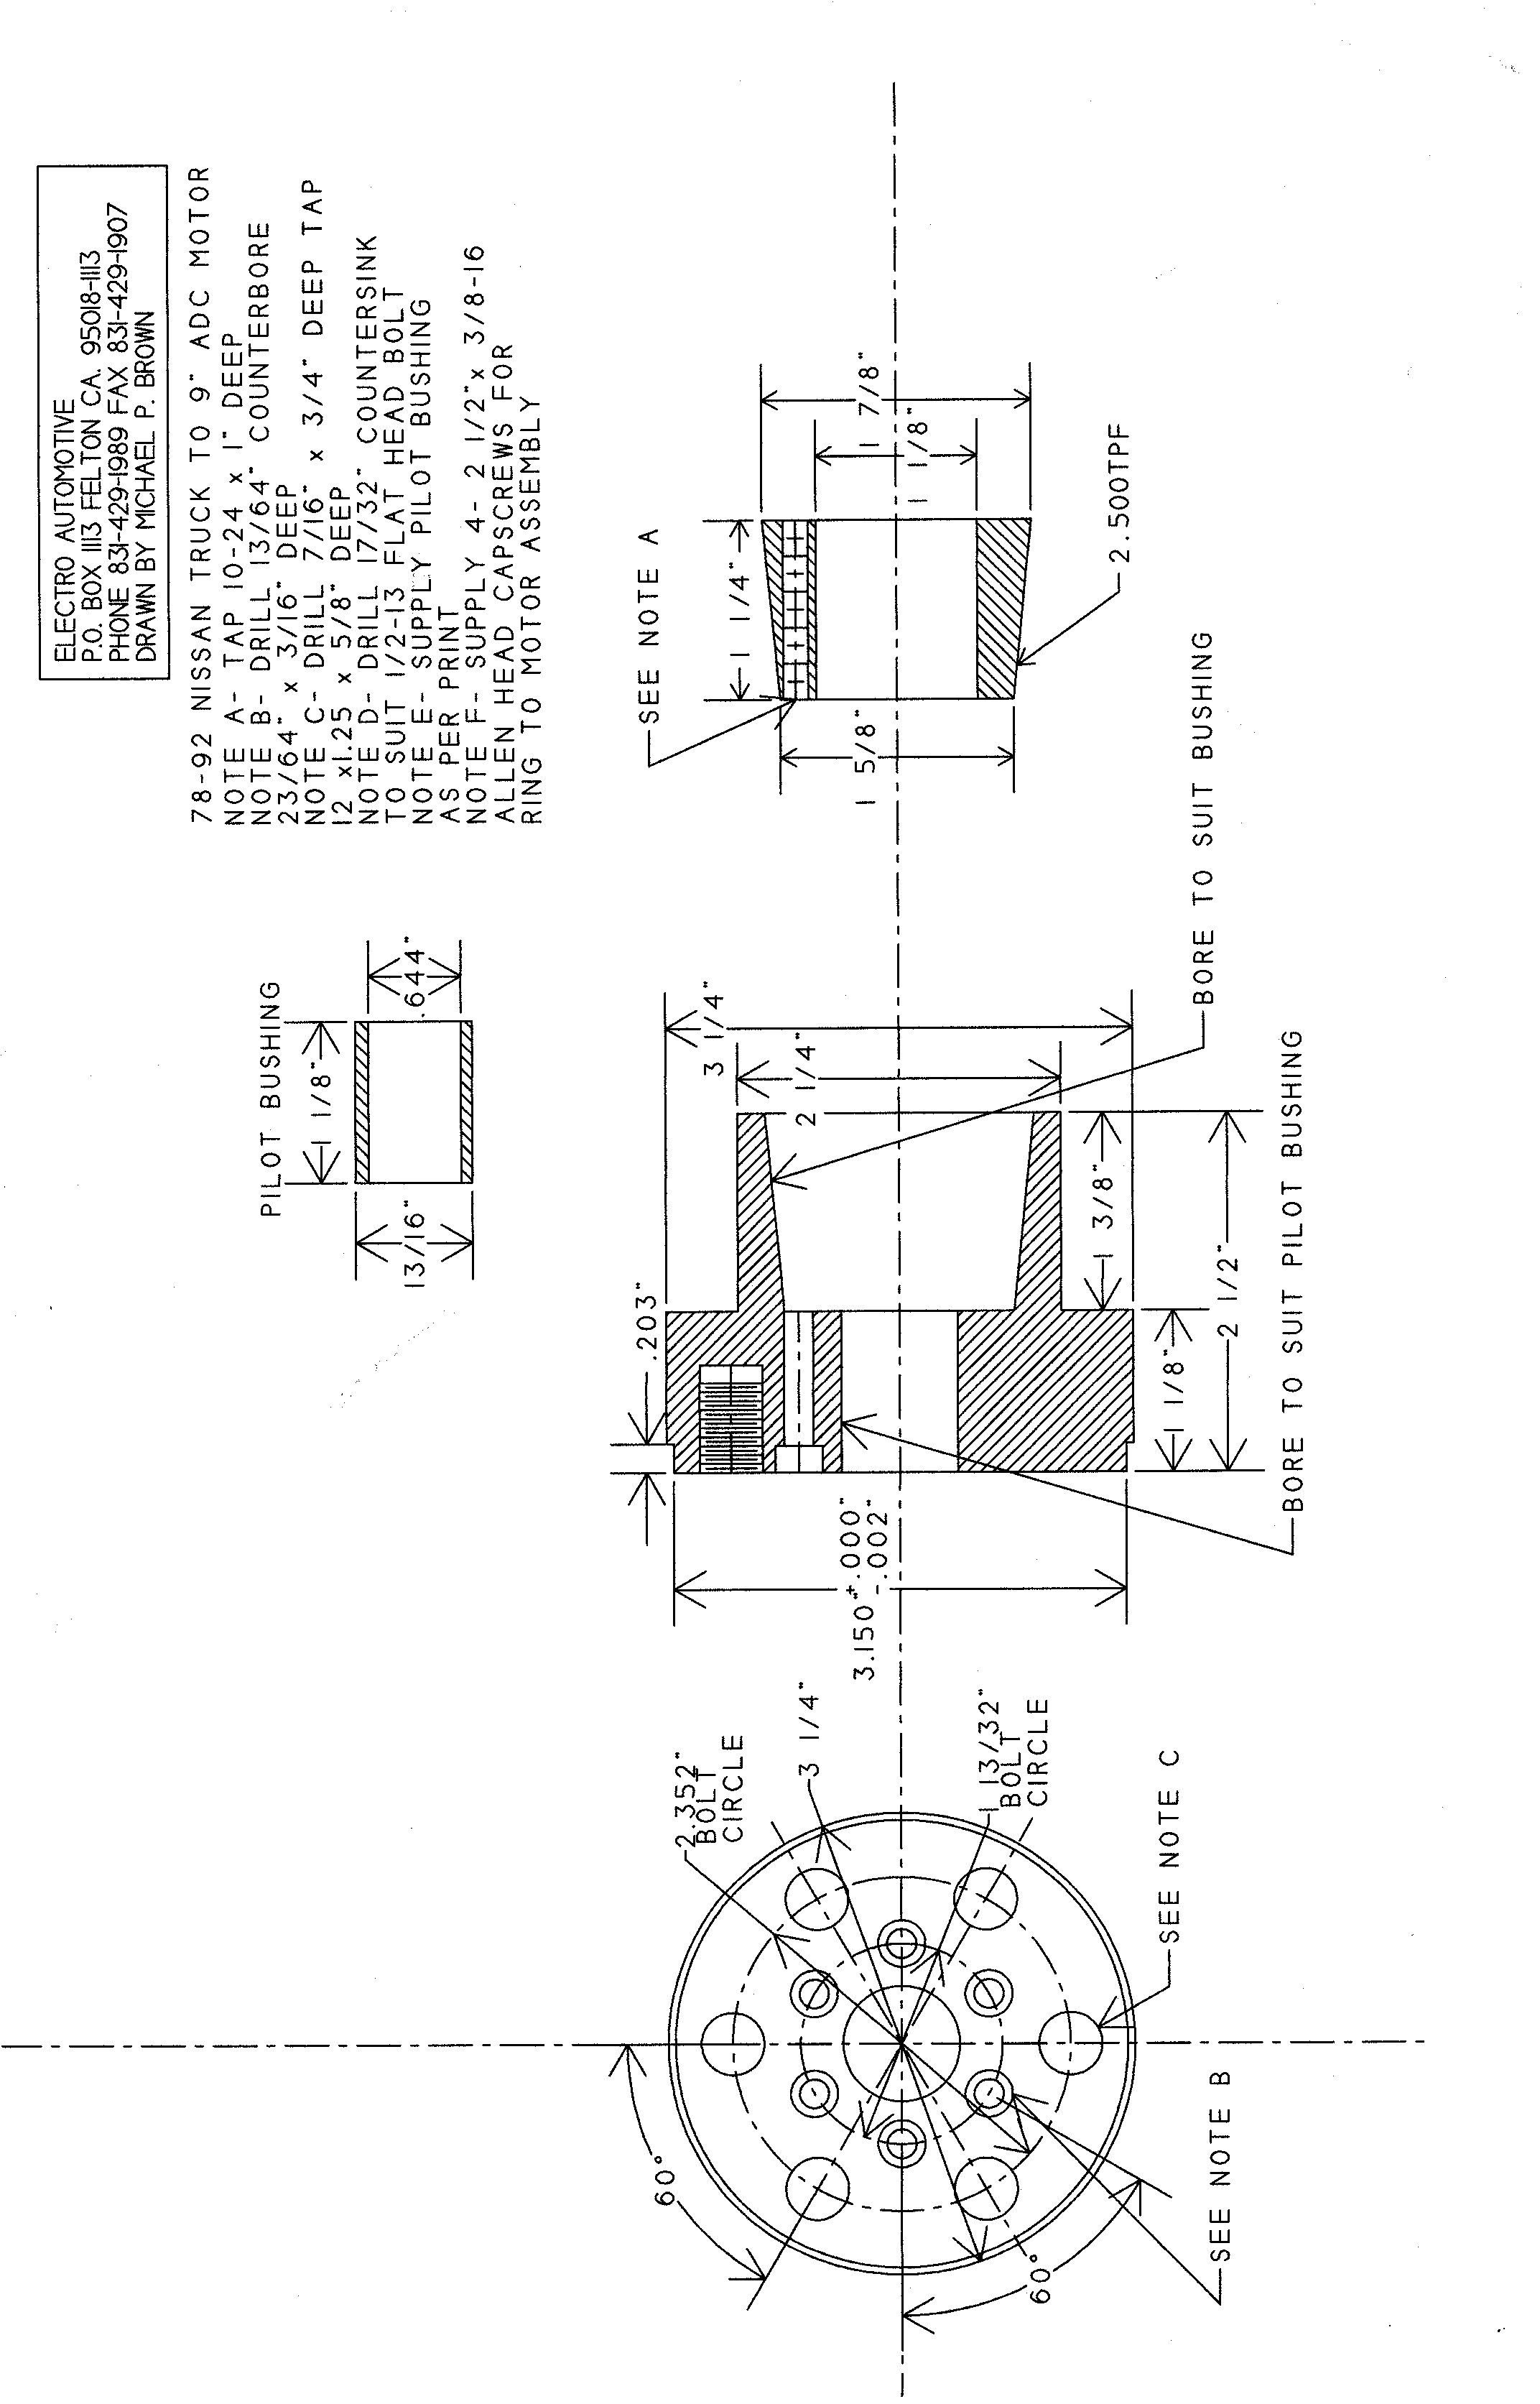 ELECTRO AUTOMOTIVE
P.O. BOX 1113 FELTON CA. 95018-1113
PHONE 831-429-1989 FAX 831-429-1907
DRAWN BY MICHAEL P. BROWN
78-92 NISSAN TRUCK TO 9" ADC MOTOR
NOTE A- TAP 10-24 x 1" DEEP
NOTE B- DRILL 13/64" COUNTERBORE
23/64" x 3/16" DEEP
NOTE C- DRILL 7/16" x 3/4" DEEP TAP
12 x1.25 x 5/8" DEEP
NOTE D- DRILL 17/32" COUNTERSINK
TO SUIT 1/2-13 FLAT HEAD BOLT
NOTE E- SUPPLY PILOT BUSHING
AS PER PRINT
NOTE F- SUPPLY 4- 2 1/2"x 3/8-16
ALLEN HEAD CAPSCREWS FOR
RING TO MOTOR ASSEMBLY
PILOT BUSHING
1 1/8"
.644"
13/16"
SEE NOTE A
1 1/4"
1 5/8"
1 7/8"
1 1/8"
2.500TPF
.203"
3 1/4"
2 1/4"
1 3/8"
2 1/2"
1 1/8"
3.150" +.000"
-.002"
BORE TO SUIT BUSHING
BORE TO SUIT PILOT BUSHING
2.352"
BOLT
CIRCLE
3 1/4"
1 13/32"
BOLT
CIRCLE
SEE NOTE C
SEE NOTE B
60°
60°